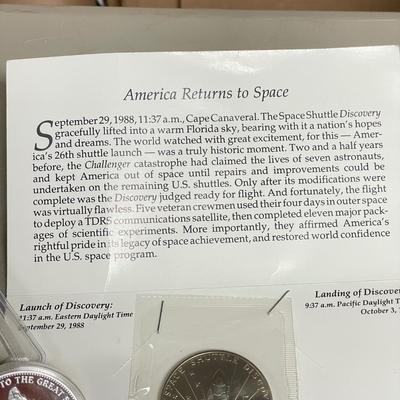 America Returns to Space
September 29, 1988, 11:37 a.m., Cape Canaveral. The Space Shuttle Discovery
gracefully lifted into a warm Florida sky, bearing with it a nation's hopes
and dreams. The world watched with great excitement, for this — Amer-
ica's 26th shuttle launch — was a truly historic moment. Two and a half years
before, the Challenger catastrophe had claimed the lives of seven astronauts,
and kept America out of space until repairs and improvements could be
undertaken on the remaining U.S. shuttles. Only after its modifications were
complete was the Discovery judged ready for flight. And fortunately, the flight
was virtually flawless. Five veteran crewmen used their four days in outer space
to deploy a TDRS communications satellite, then completed eleven major pack-
ages of scientific experiments. More importantly, they affirmed America's
rightful pride in its legacy of space achievement, and restored world confidence
in the U.S. space program.
Launch of Discovery:
11:37 a.m. Eastern Daylight Time
September 29, 1988
Landing of Discove
9:37 a.m. Pacific Daylight T
October 3, 1
TO THE GREAT
SPACE SHUTTLE DISCOV